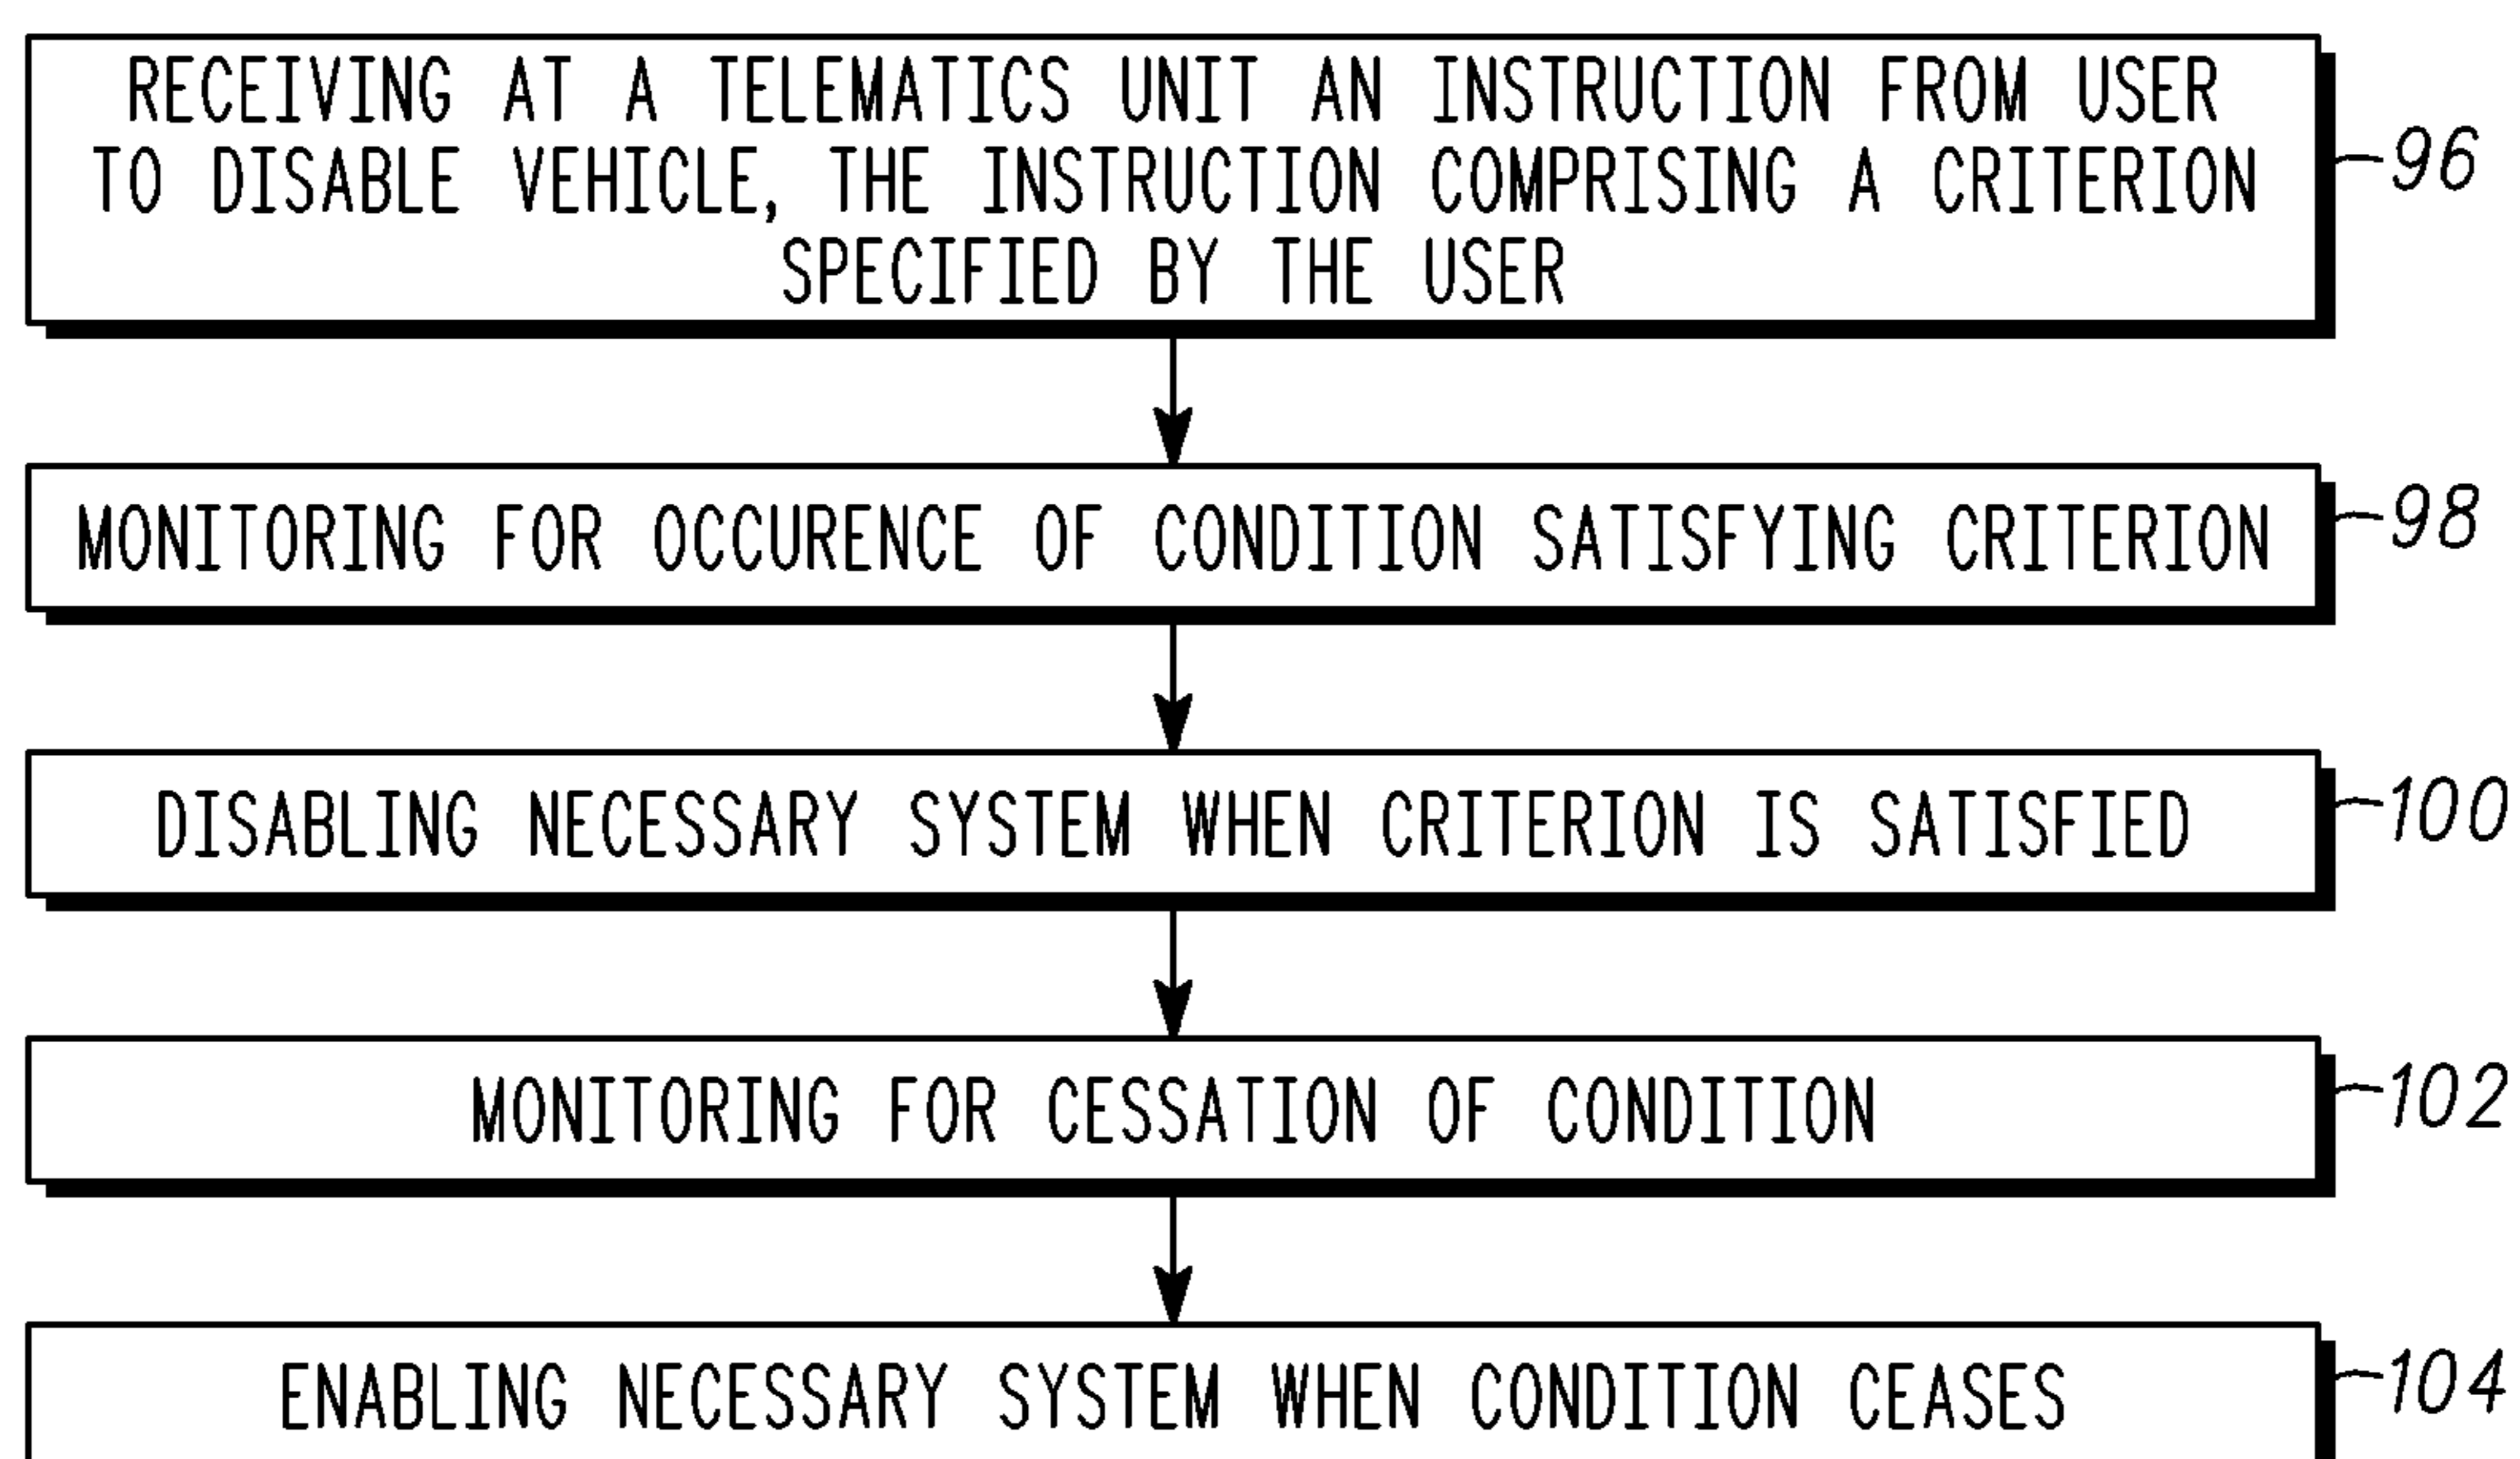 RECEIVING AT A TELEMATICS UNIT AN INSTRUCTION FROM USER
TO DISABLE VEHICLE, THE INSTRUCTION COMPRISING A CRITERION
SPECIFIED BY THE USER
96
MONITORING FOR OCCURENCE OF CONDITION SATISFYING CRITERION
98
DISABLING NECESSARY SYSTEM WHEN CRITERION IS SATISFIED
100
MONITORING FOR CESSATION OF CONDITION
102
ENABLING NECESSARY SYSTEM WHEN CONDITION CEASES
104